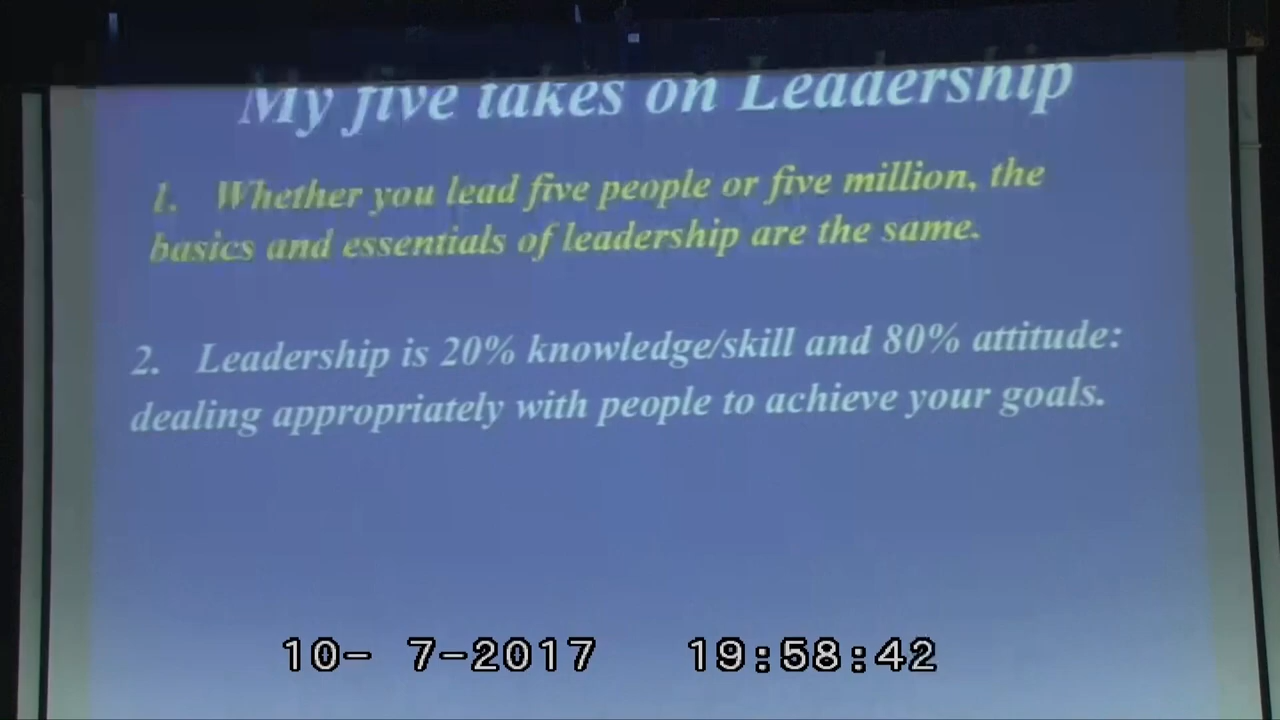 My five takes on Leadership
1. Whether you lead five people or five million, the
basics and essentials of leadership are the same.
2. Leadership is 20% knowledge/skill and 80% attitude:
dealing appropriately with people to achieve your goals.
10- 7-2017 19:58:42